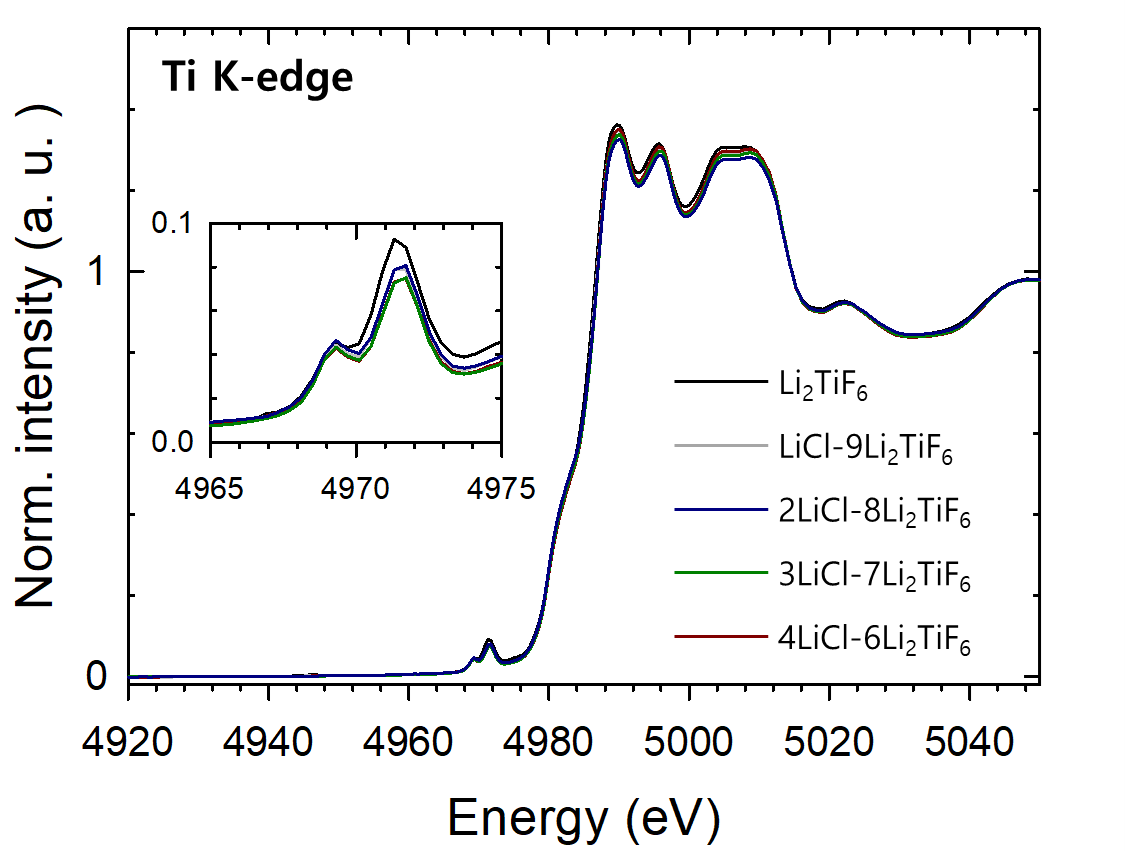 Ti K-edge
Norm. intensity (a. u. )
1
0
0.1
0.0
4965 4970 4975
Li₂TiF₆
LiCl-9Li₂TiF₆
2LiCl-8Li₂TiF₆
3LiCl-7Li₂TiF₆
4LiCl-6Li₂TiF₆
4920 4940 4960 4980 5000 5020 5040
Energy (eV)